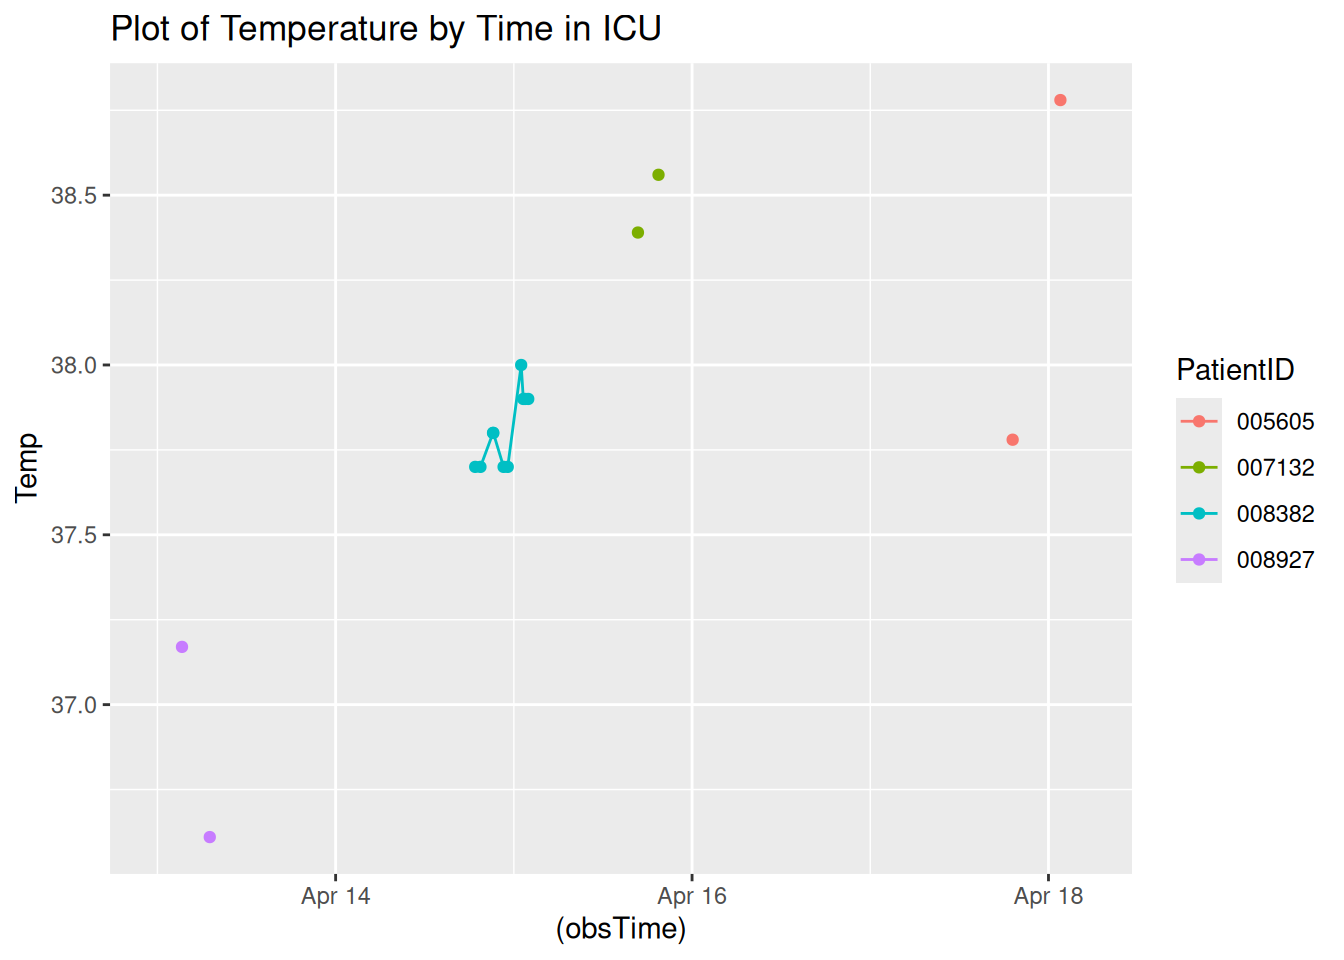 Plot of Temperature by Time in ICU
38.5
38.0
37.5
37.0
Temp
Apr 14 Apr 16 Apr 18
(obsTime)
PatientID
005605
007132
008382
008927